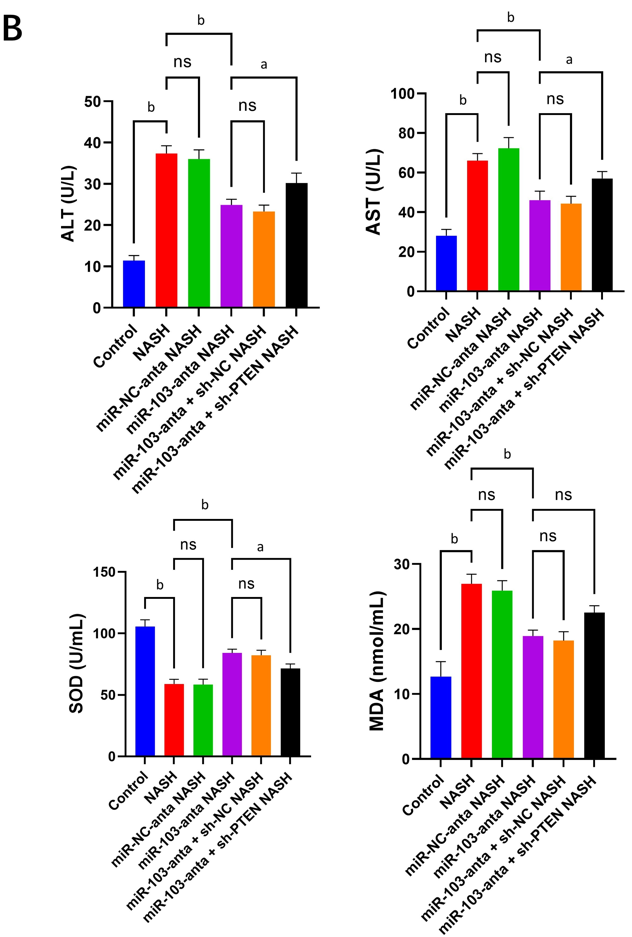 B
b
ns
a
b
ns
ALT (U/L)
50
40
30
20
10
0
Control
NASH
miR-NC-anta NASH
miR-103-anta NASH
miR-103-anta + sh-NC NASH
miR-103-anta + sh-PTEN NASH
b
ns
a
b
ns
AST (U/L)
100
80
60
40
20
0
Control
NASH
miR-NC-anta NASH
miR-103-anta NASH
miR-103-anta + sh-NC NASH
miR-103-anta + sh-PTEN NASH
b
ns
a
b
ns
SOD (U/mL)
150
100
50
0
Control
NASH
miR-NC-anta NASH
miR-103-anta NASH
miR-103-anta + sh-NC NASH
miR-103-anta + sh-PTEN NASH
b
ns
ns
b
ns
MDA (nmol/mL)
30
20
10
0
Control
NASH
miR-NC-anta NASH
miR-103-anta NASH
miR-103-anta + sh-NC NASH
miR-103-anta + sh-PTEN NASH